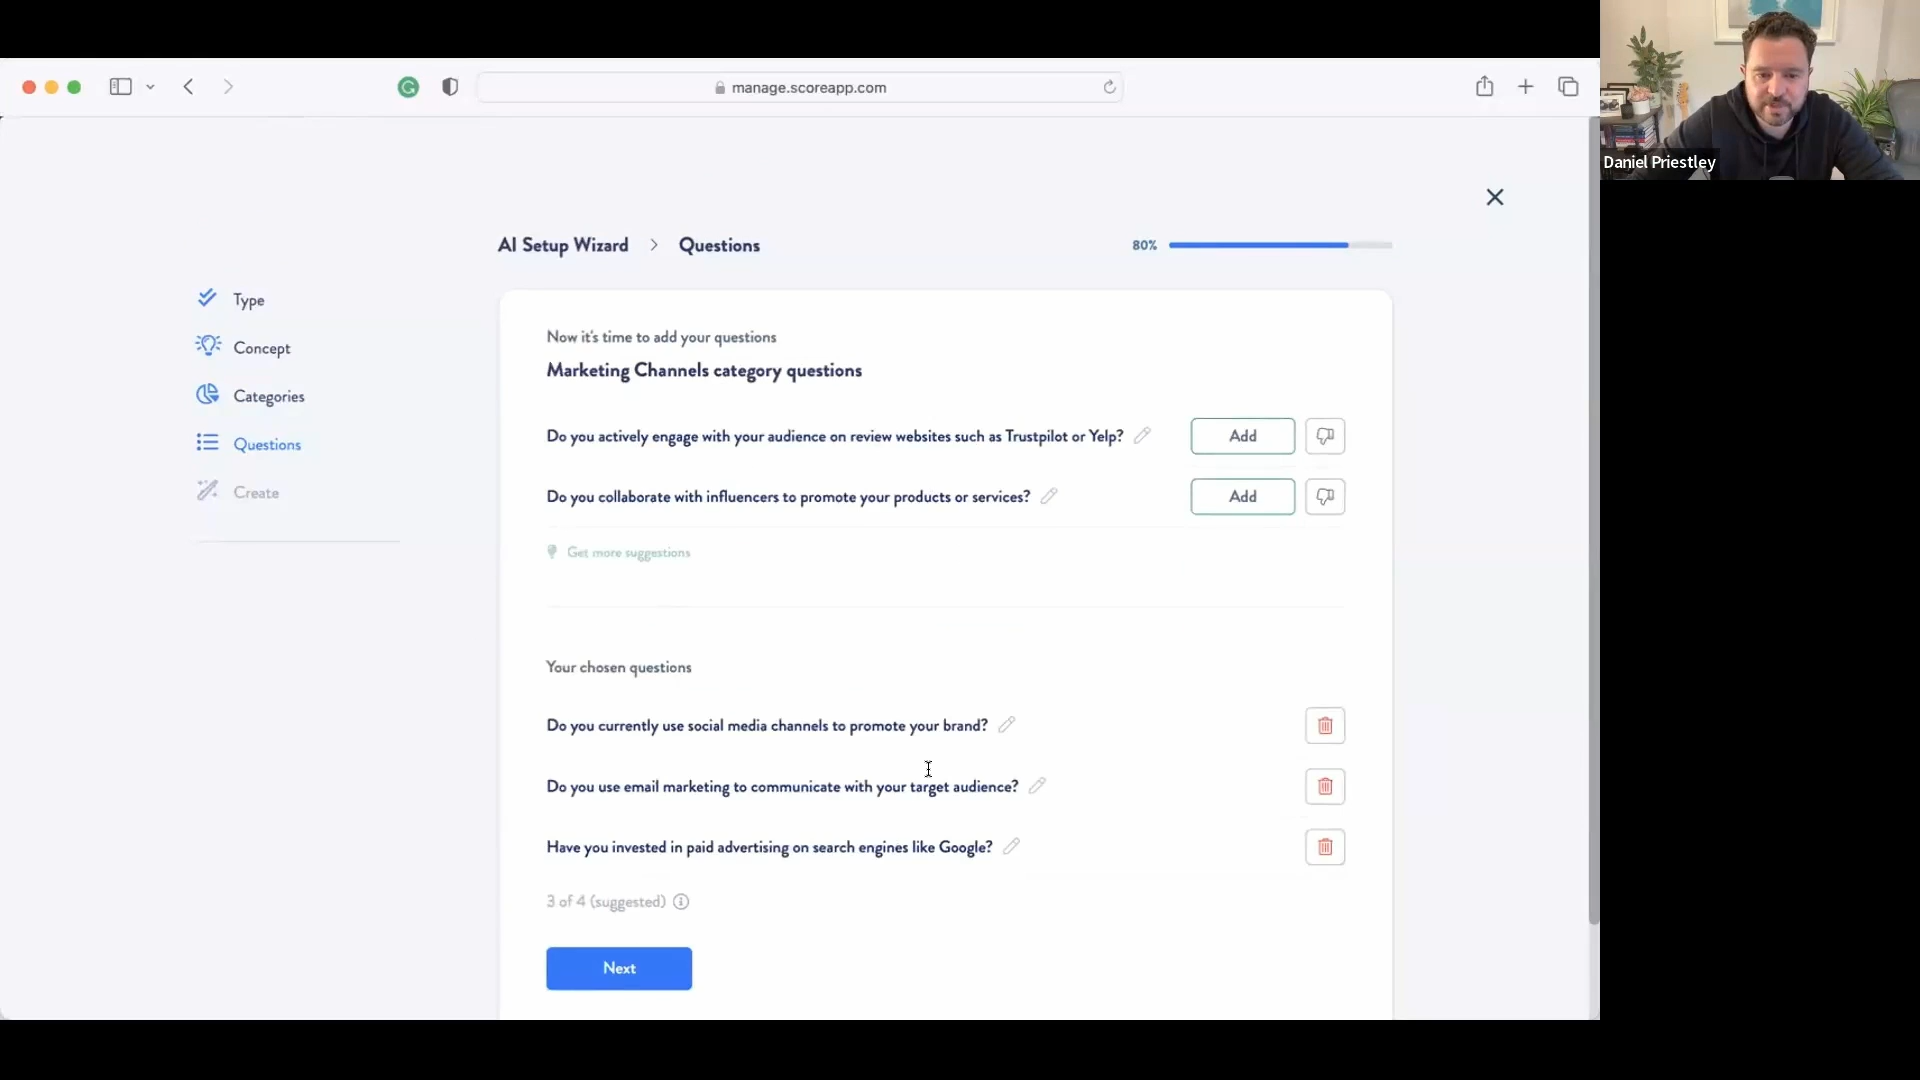 manage.scoreapp.com
Daniel Priestley
AI Setup Wizard > Questions
80%
Type
Concept
Categories
Questions
Create
Now it's time to add your questions
Marketing Channels category questions
Do you actively engage with your audience on review websites such as Trustpilot or Yelp?
Add
Do you collaborate with influencers to promote your products or services?
Add
Get more suggestions
Your chosen questions
Do you currently use social media channels to promote your brand?
Do you use email marketing to communicate with your target audience?
Have you invested in paid advertising on search engines like Google?
3 of 4 (suggested)
Next